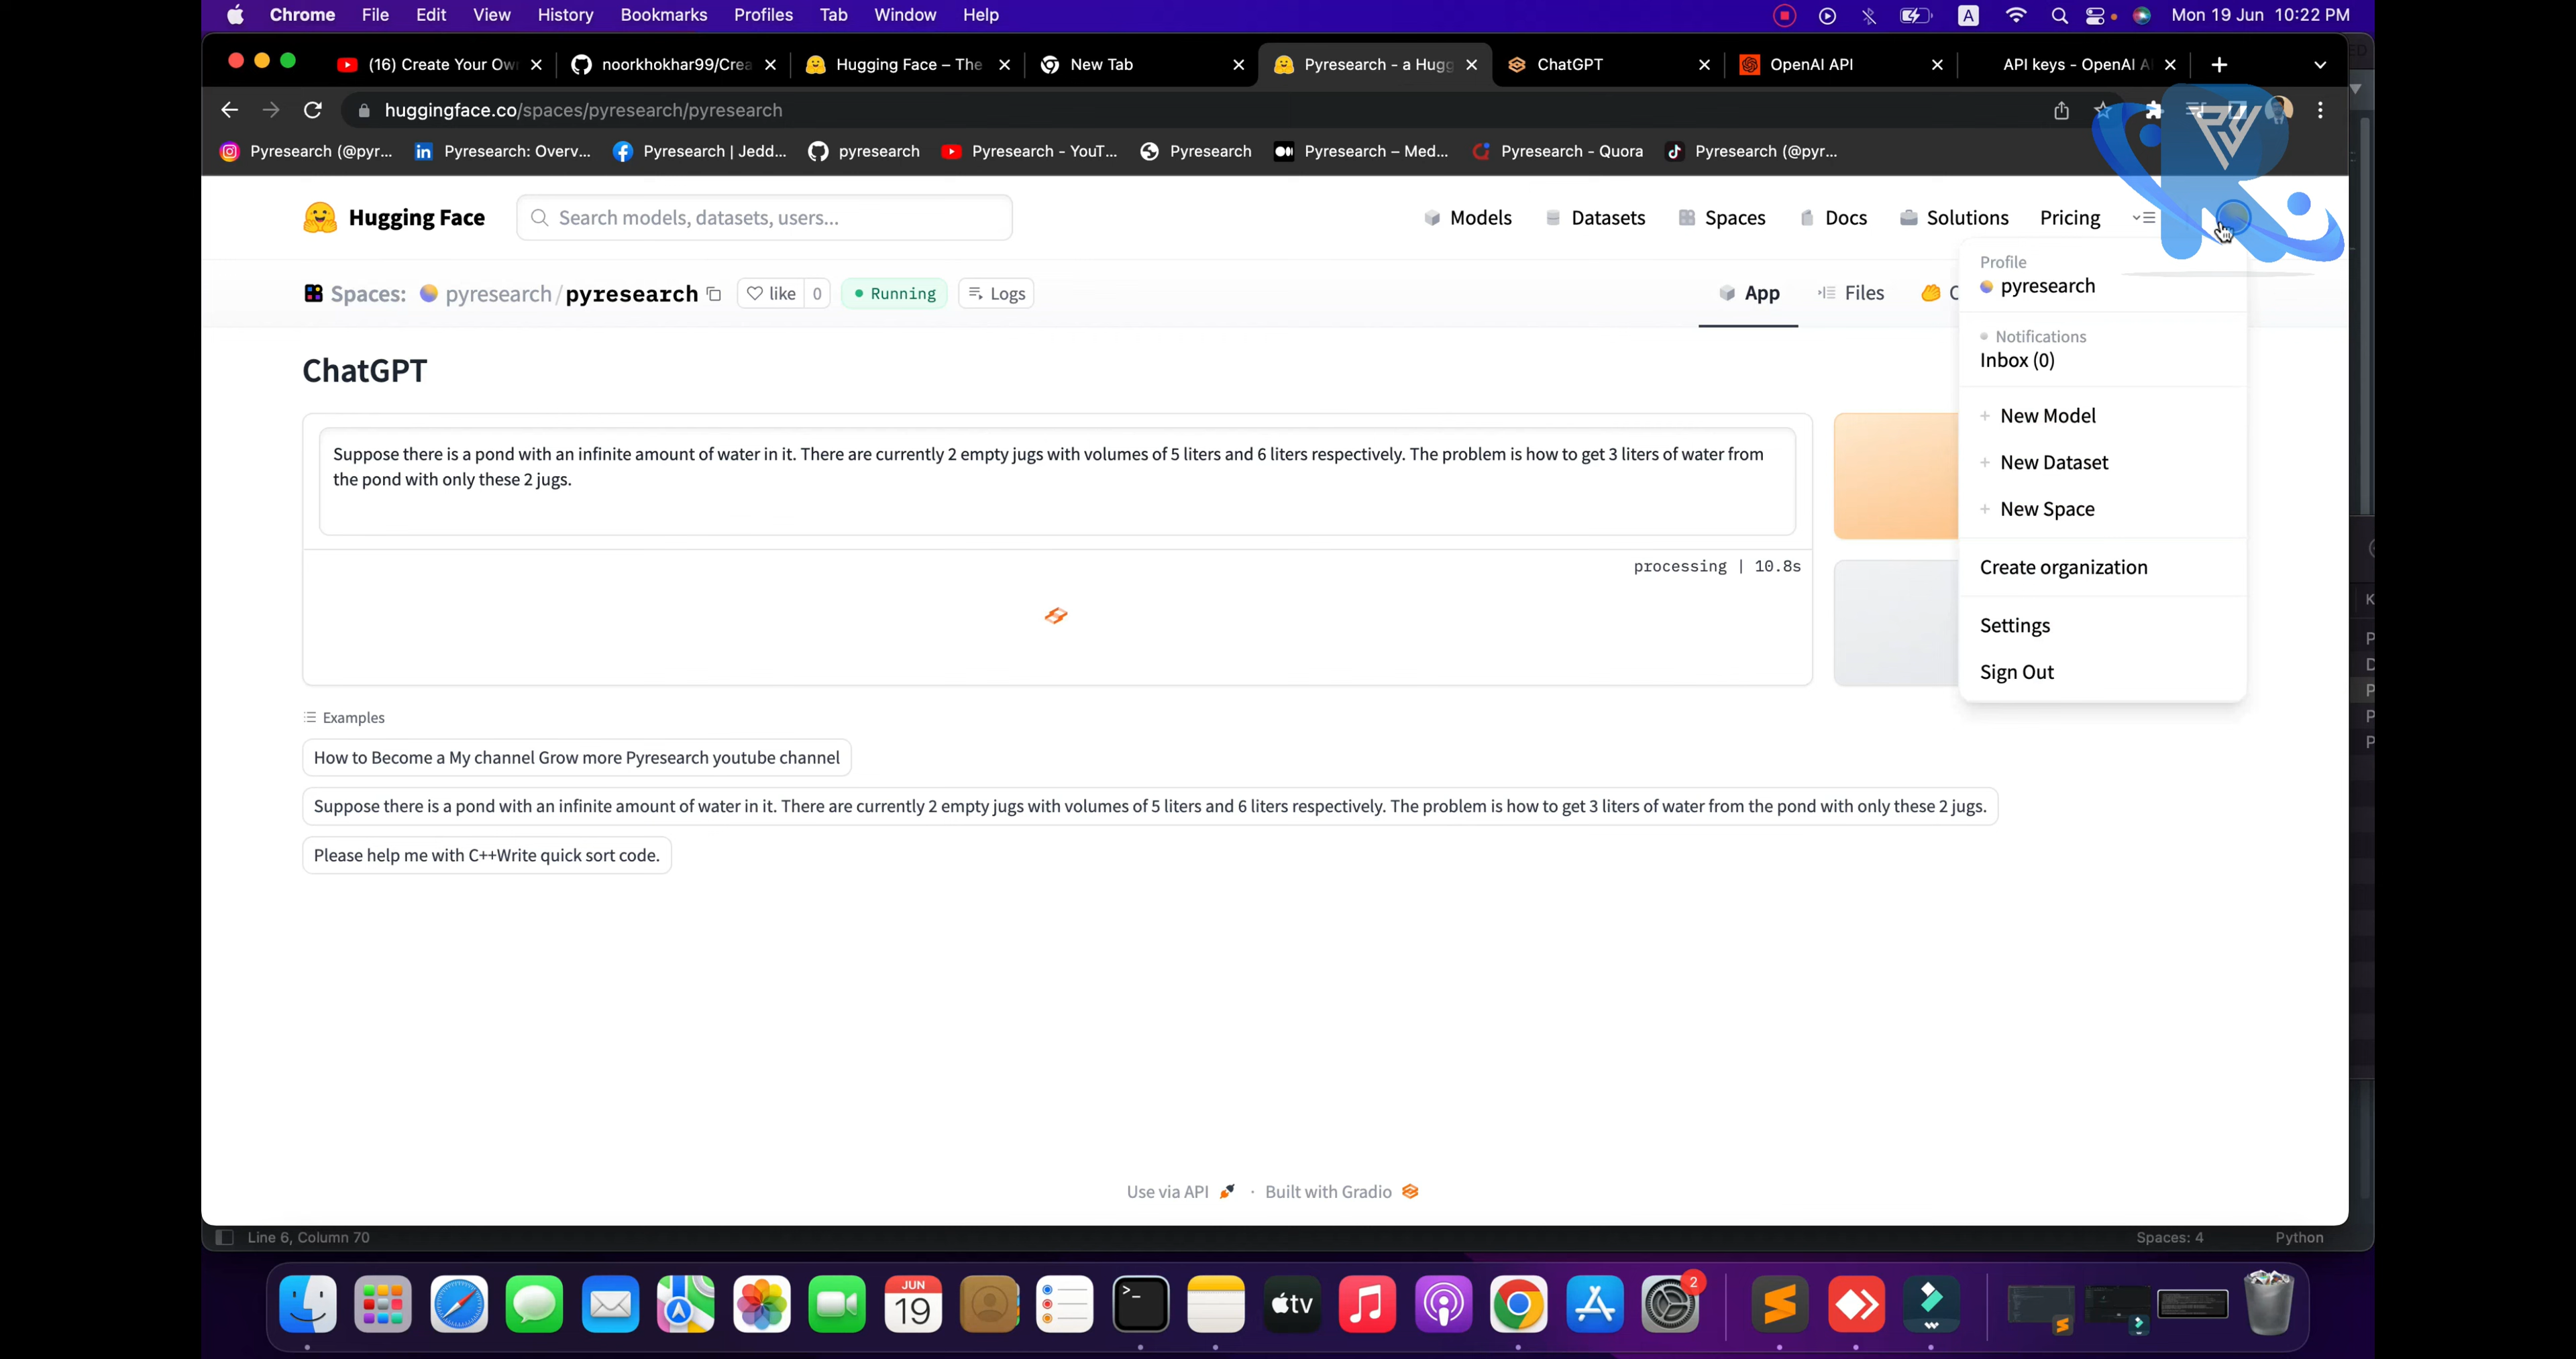 Chrome File Edit View History Bookmarks Profiles Tab Window Help
A Mon 19 Jun 10:22 PM
(16) Create Your Ow
noorkhokhar99/Crea
Hugging Face – The
New Tab
Pyresearch - a Hugg
ChatGPT
OpenAI API
API keys - OpenAI A
huggingface.co/spaces/pyresearch/pyresearch
Pyresearch (@pyr...
Pyresearch: Overv...
Pyresearch | Jedd...
pyresearch
Pyresearch - YouT...
Pyresearch
Pyresearch – Med...
Pyresearch - Quora
Pyresearch (@pyr...
Hugging Face
Search models, datasets, users...
Models
Datasets
Spaces
Docs
Solutions
Pricing
Spaces: pyresearch/pyresearch
like 0
Running
Logs
App
Files
C
Profile
pyresearch
Notifications
Inbox (0)
+ New Model
+ New Dataset
+ New Space
Create organization
Settings
Sign Out
ChatGPT
Suppose there is a pond with an infinite amount of water in it. There are currently 2 empty jugs with volumes of 5 liters and 6 liters respectively. The problem is how to get 3 liters of water from
the pond with only these 2 jugs.
processing | 10.8s
Examples
How to Become a My channel Grow more Pyresearch youtube channel
Suppose there is a pond with an infinite amount of water in it. There are currently 2 empty jugs with volumes of 5 liters and 6 liters respectively. The problem is how to get 3 liters of water from the pond with only these 2 jugs.
Please help me with C++Write quick sort code.
Use via API · Built with Gradio
Line 6, Column 70
Spaces: 4
Python
JUN
19
tv
2